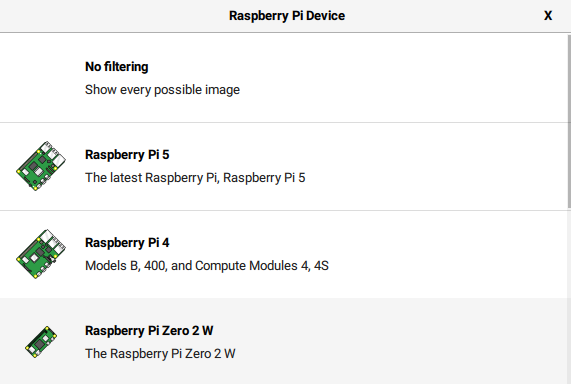 Raspberry Pi Device
X
No filtering
Show every possible image
Raspberry Pi 5
The latest Raspberry Pi, Raspberry Pi 5
Raspberry Pi 4
Models B, 400, and Compute Modules 4, 4S
Raspberry Pi Zero 2 W
The Raspberry Pi Zero 2 W